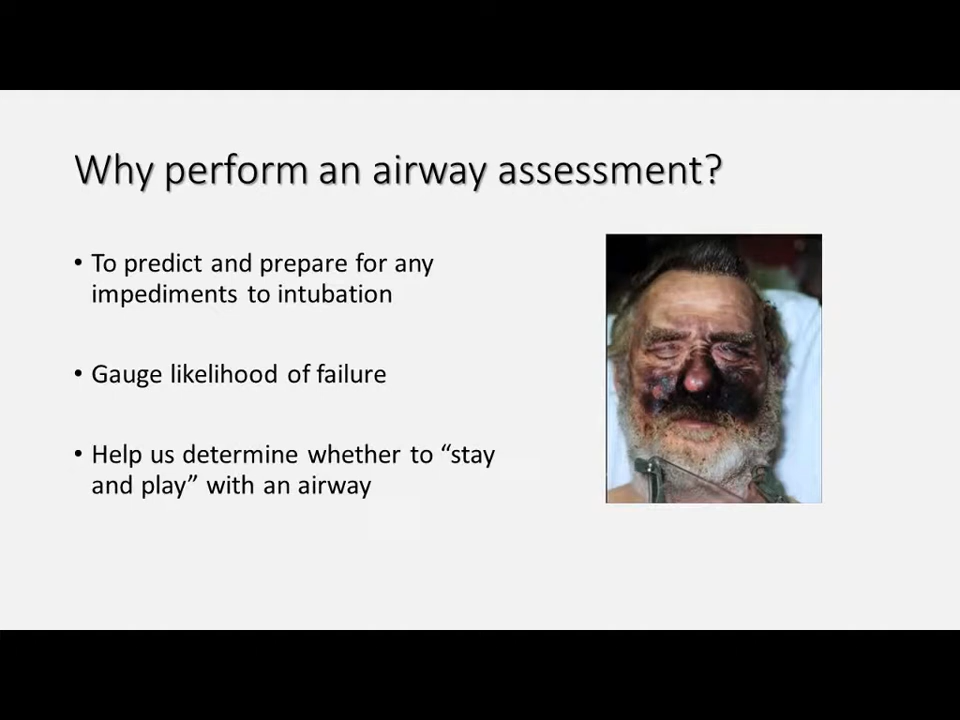 Why perform an airway assessment?
• To predict and prepare for any
impediments to intubation
• Gauge likelihood of failure
• Help us determine whether to “stay
and play” with an airway